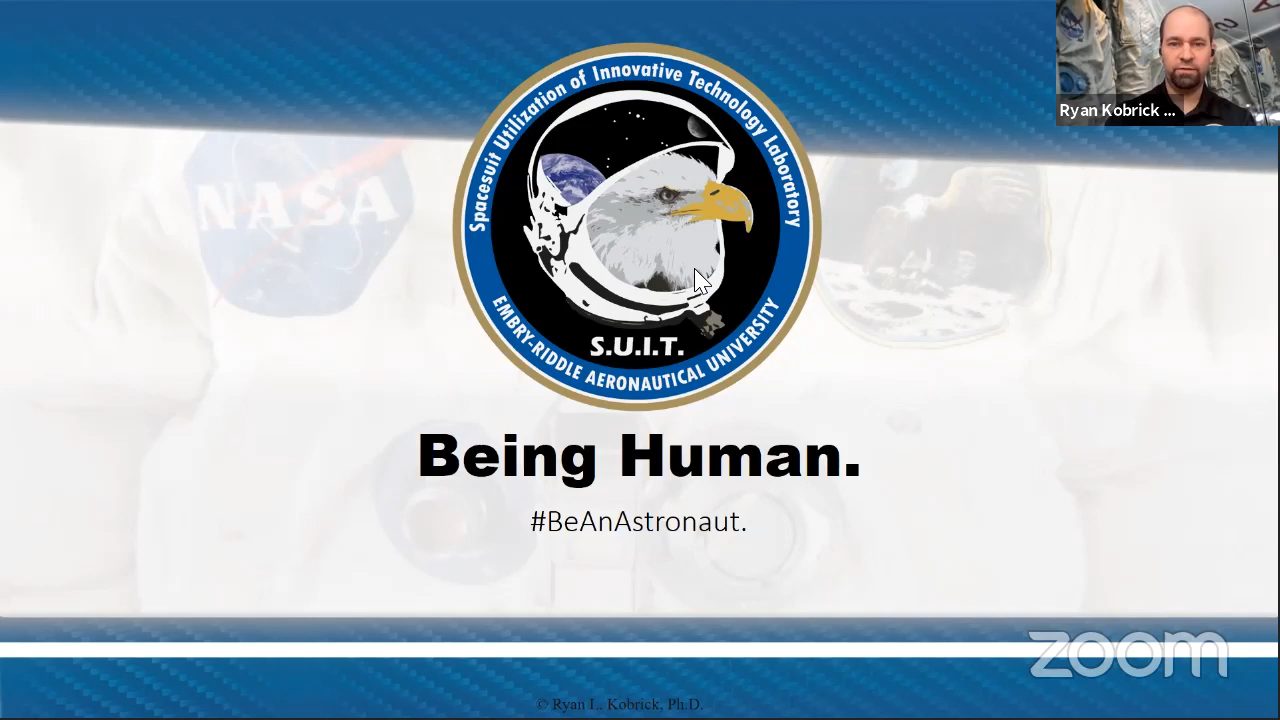 Spacesuit Utilization of Innovative Technology Laboratory
NASA
S.U.I.T.
EMBRY-RIDDLE AERONAUTICAL UNIVERSITY
Ryan Kobrick ...
Being Human.
#BeAnAstronaut.
zoom
© Ryan L. Kobrick, Ph.D.